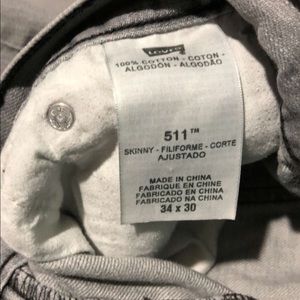 Levi's
100% COTTON - COTON -
ALGODÓN - ALGODÃO
511™
SKINNY - FILIFORME - CORTE
AJUSTADO
MADE IN CHINA
FABRIQUE EN CHINE
FABRICADO EN CHINA
FABRICADO NA CHINA
34 x 30